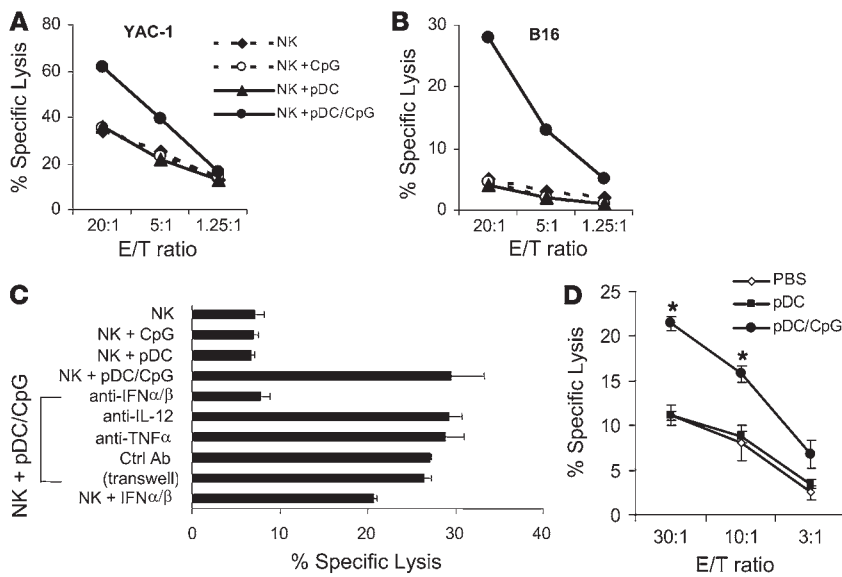 A
YAC-1
% Specific Lysis
80
60
40
20
0
20:1 5:1 1.25:1
E/T ratio
NK
NK + CpG
NK + pDC
NK + pDC/CpG
B
B16
% Specific Lysis
30
20
10
0
20:1 5:1 1.25:1
E/T ratio
C
NK + pDC/CpG
NK
NK + CpG
NK + pDC
NK + pDC/CpG
anti-IFNα/β
anti-IL-12
anti-TNFα
Ctrl Ab
(transwell)
NK + IFNα/β
0 10 20 30 40
% Specific Lysis
D
PBS
pDC
pDC/CpG
% Specific Lysis
25
20
15
10
5
0
* *
30:1 10:1 3:1
E/T ratio